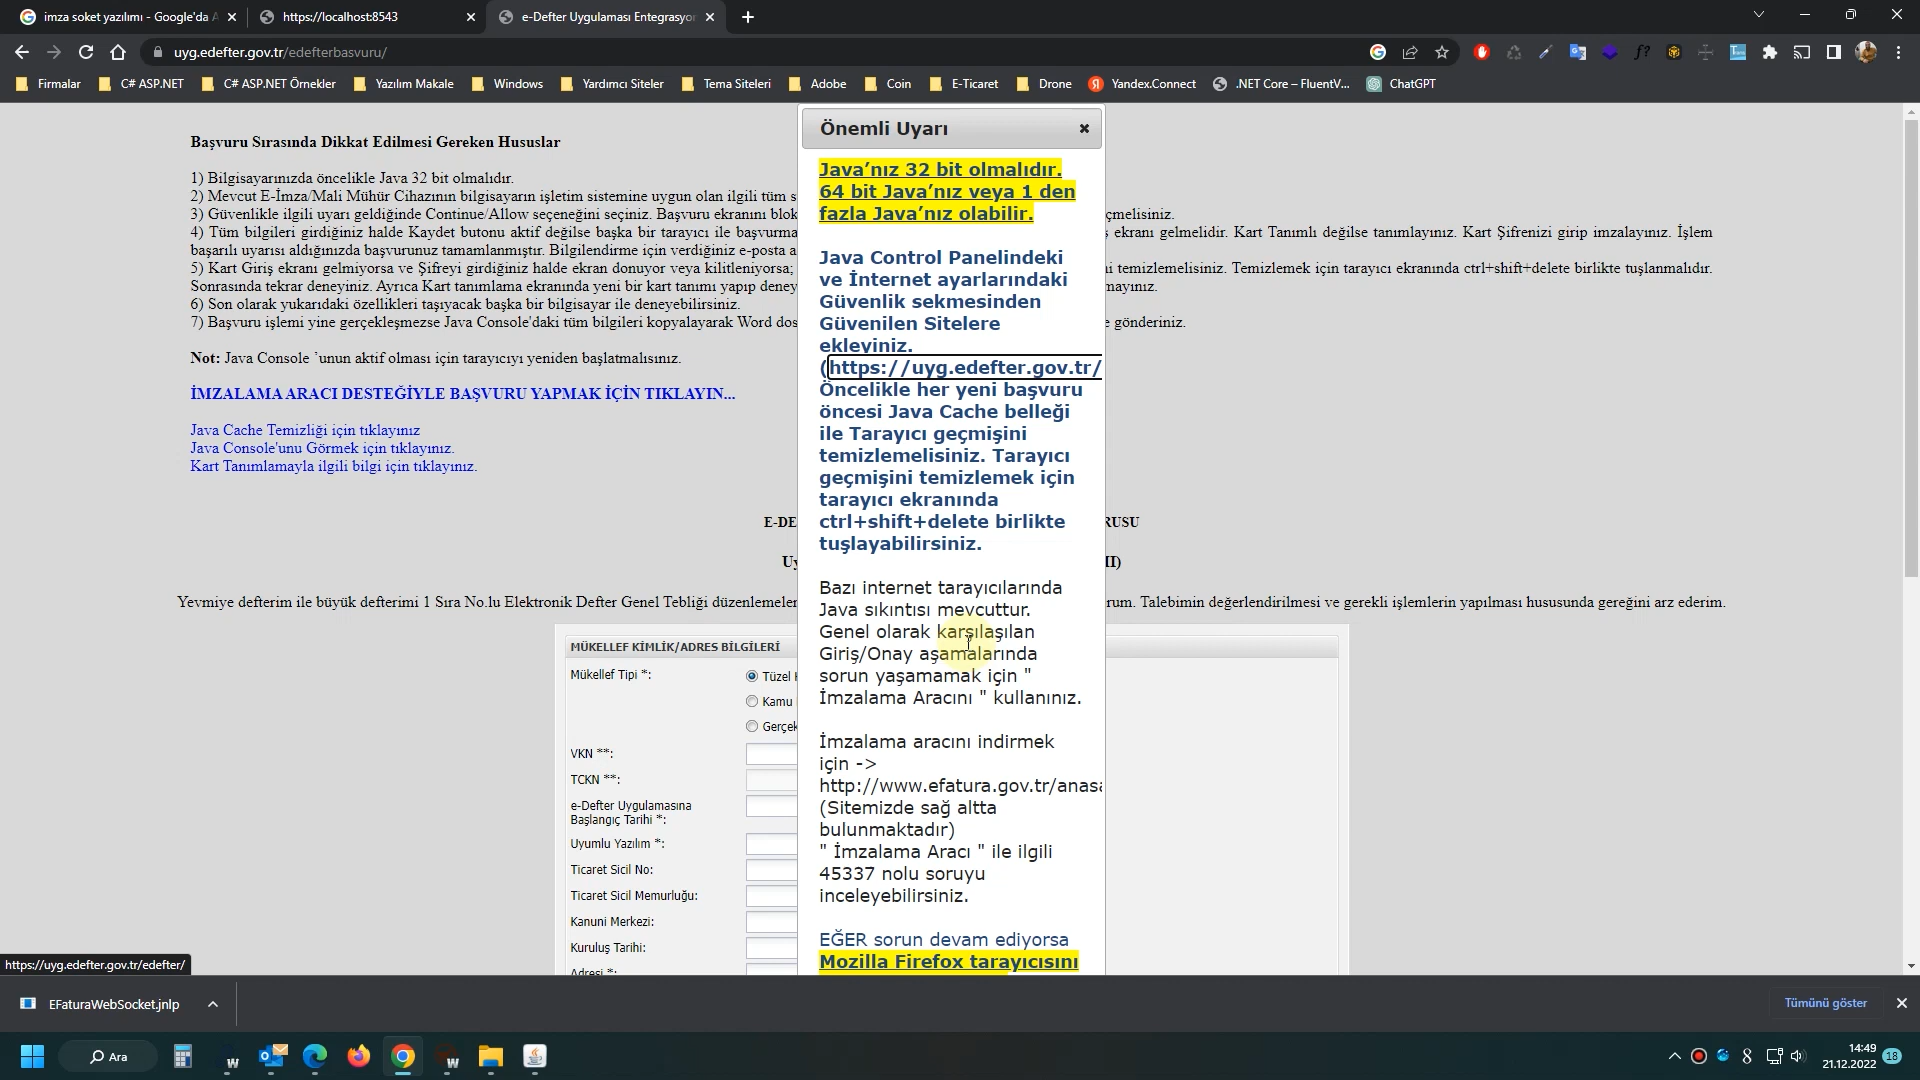 imza soket yazılımı - Google'da A
https://localhost:8543
e-Defter Uygulaması Entegrasyon
uyg.edefter.gov.tr/edefterbasvuru/
Firmalar
C# ASP.NET
C# ASP.NET Örnekler
Yazılım Makale
Windows
Yardımcı Siteler
Tema Siteleri
Adobe
Coin
E-Ticaret
Drone
Yandex.Connect
.NET Core – FluentV...
ChatGPT
Başvuru Sırasında Dikkat Edilmesi Gereken Hususlar
1) Bilgisayarınızda öncelikle Java 32 bit olmalıdır.
2) Mevcut E-İmza/Mali Mühür Cihazının bilgisayarın işletim sistemine uygun olan ilgili tüm s
3) Güvenlikle ilgili uyarı geldiğinde Continue/Allow seçeneğini seçiniz. Başvuru ekranını blok
çmelisiniz.
4) Tüm bilgileri girdiğiniz halde Kaydet butonu aktif değilse başka bir tarayıcı ile başvurma
ş ekranı gelmelidir. Kart Tanımlı değilse tanımlayınız. Kart Şifrenizi girip imzalayınız. İşlem
başarılı uyarısı aldığınızda başvurunuz tamamlanmıştır. Bilgilendirme için verdiğiniz e-posta a
5) Kart Giriş ekranı gelmiyorsa ve Şifreyi girdiğiniz halde ekran donuyor veya kilitleniyorsa;
i temizlemelisiniz. Temizlemek için tarayıcı ekranında ctrl+shift+delete birlikte tuşlanmalıdır.
Sonrasında tekrar deneyiniz. Ayrıca Kart tanımlama ekranında yeni bir kart tanımı yapıp deney
mayınız.
6) Son olarak yukarıdaki özellikleri taşıyacak başka bir bilgisayar ile deneyebilirsiniz.
7) Başvuru işlemi yine gerçekleşmezse Java Console'daki tüm bilgileri kopyalayarak Word dos
e gönderiniz.
Not: Java Console ’unun aktif olması için tarayıcıyı yeniden başlatmalısınız.
İMZALAMA ARACI DESTEĞİYLE BAŞVURU YAPMAK İÇİN TIKLAYIN...
Java Cache Temizliği için tıklayınız
Java Console'unu Görmek için tıklayınız.
Kart Tanımlamayla ilgili bilgi için tıklayınız.
E-DE
RUSU
Uy
II)
Yevmiye defterim ile büyük defterimi 1 Sıra No.lu Elektronik Defter Genel Tebliği düzenlemeler
rum. Talebimin değerlendirilmesi ve gerekli işlemlerin yapılması hususunda gereğini arz ederim.
MÜKELLEF KİMLİK/ADRES BİLGİLERİ
Mükellef Tipi *:
Tüzel
Kamu
Gerçek
VKN **:
TCKN **:
e-Defter Uygulamasına
Başlangıç Tarihi *:
Uyumlu Yazılım *:
Ticaret Sicil No:
Ticaret Sicil Memurluğu:
Kanuni Merkezi:
Kuruluş Tarihi:
Adresi *:
Önemli Uyarı
Java’nız 32 bit olmalıdır.
64 bit Java’nız veya 1 den
fazla Java’nız olabilir.
Java Control Panelindeki
ve İnternet ayarlarındaki
Güvenlik sekmesinden
Güvenilen Sitelere
ekleyiniz.
(https://uyg.edefter.gov.tr/
Öncelikle her yeni başvuru
öncesi Java Cache belleği
ile Tarayıcı geçmişini
temizlemelisiniz. Tarayıcı
geçmişini temizlemek için
tarayıcı ekranında
ctrl+shift+delete birlikte
tuşlayabilirsiniz.
Bazı internet tarayıcılarında
Java sıkıntısı mevcuttur.
Genel olarak karşılaşılan
Giriş/Onay aşamalarında
sorun yaşamamak için "
İmzalama Aracını " kullanınız.
İmzalama aracını indirmek
için ->
http://www.efatura.gov.tr/anasa
(Sitemizde sağ altta
bulunmaktadır)
" İmzalama Aracı " ile ilgili
45337 nolu soruyu
inceleyebilirsiniz.
EĞER sorun devam ediyorsa
Mozilla Firefox tarayıcısını
https://uyg.edefter.gov.tr/edefter/
EFaturaWebSocket.jnlp
Tümünü göster
Ara
14:49
21.12.2022
18